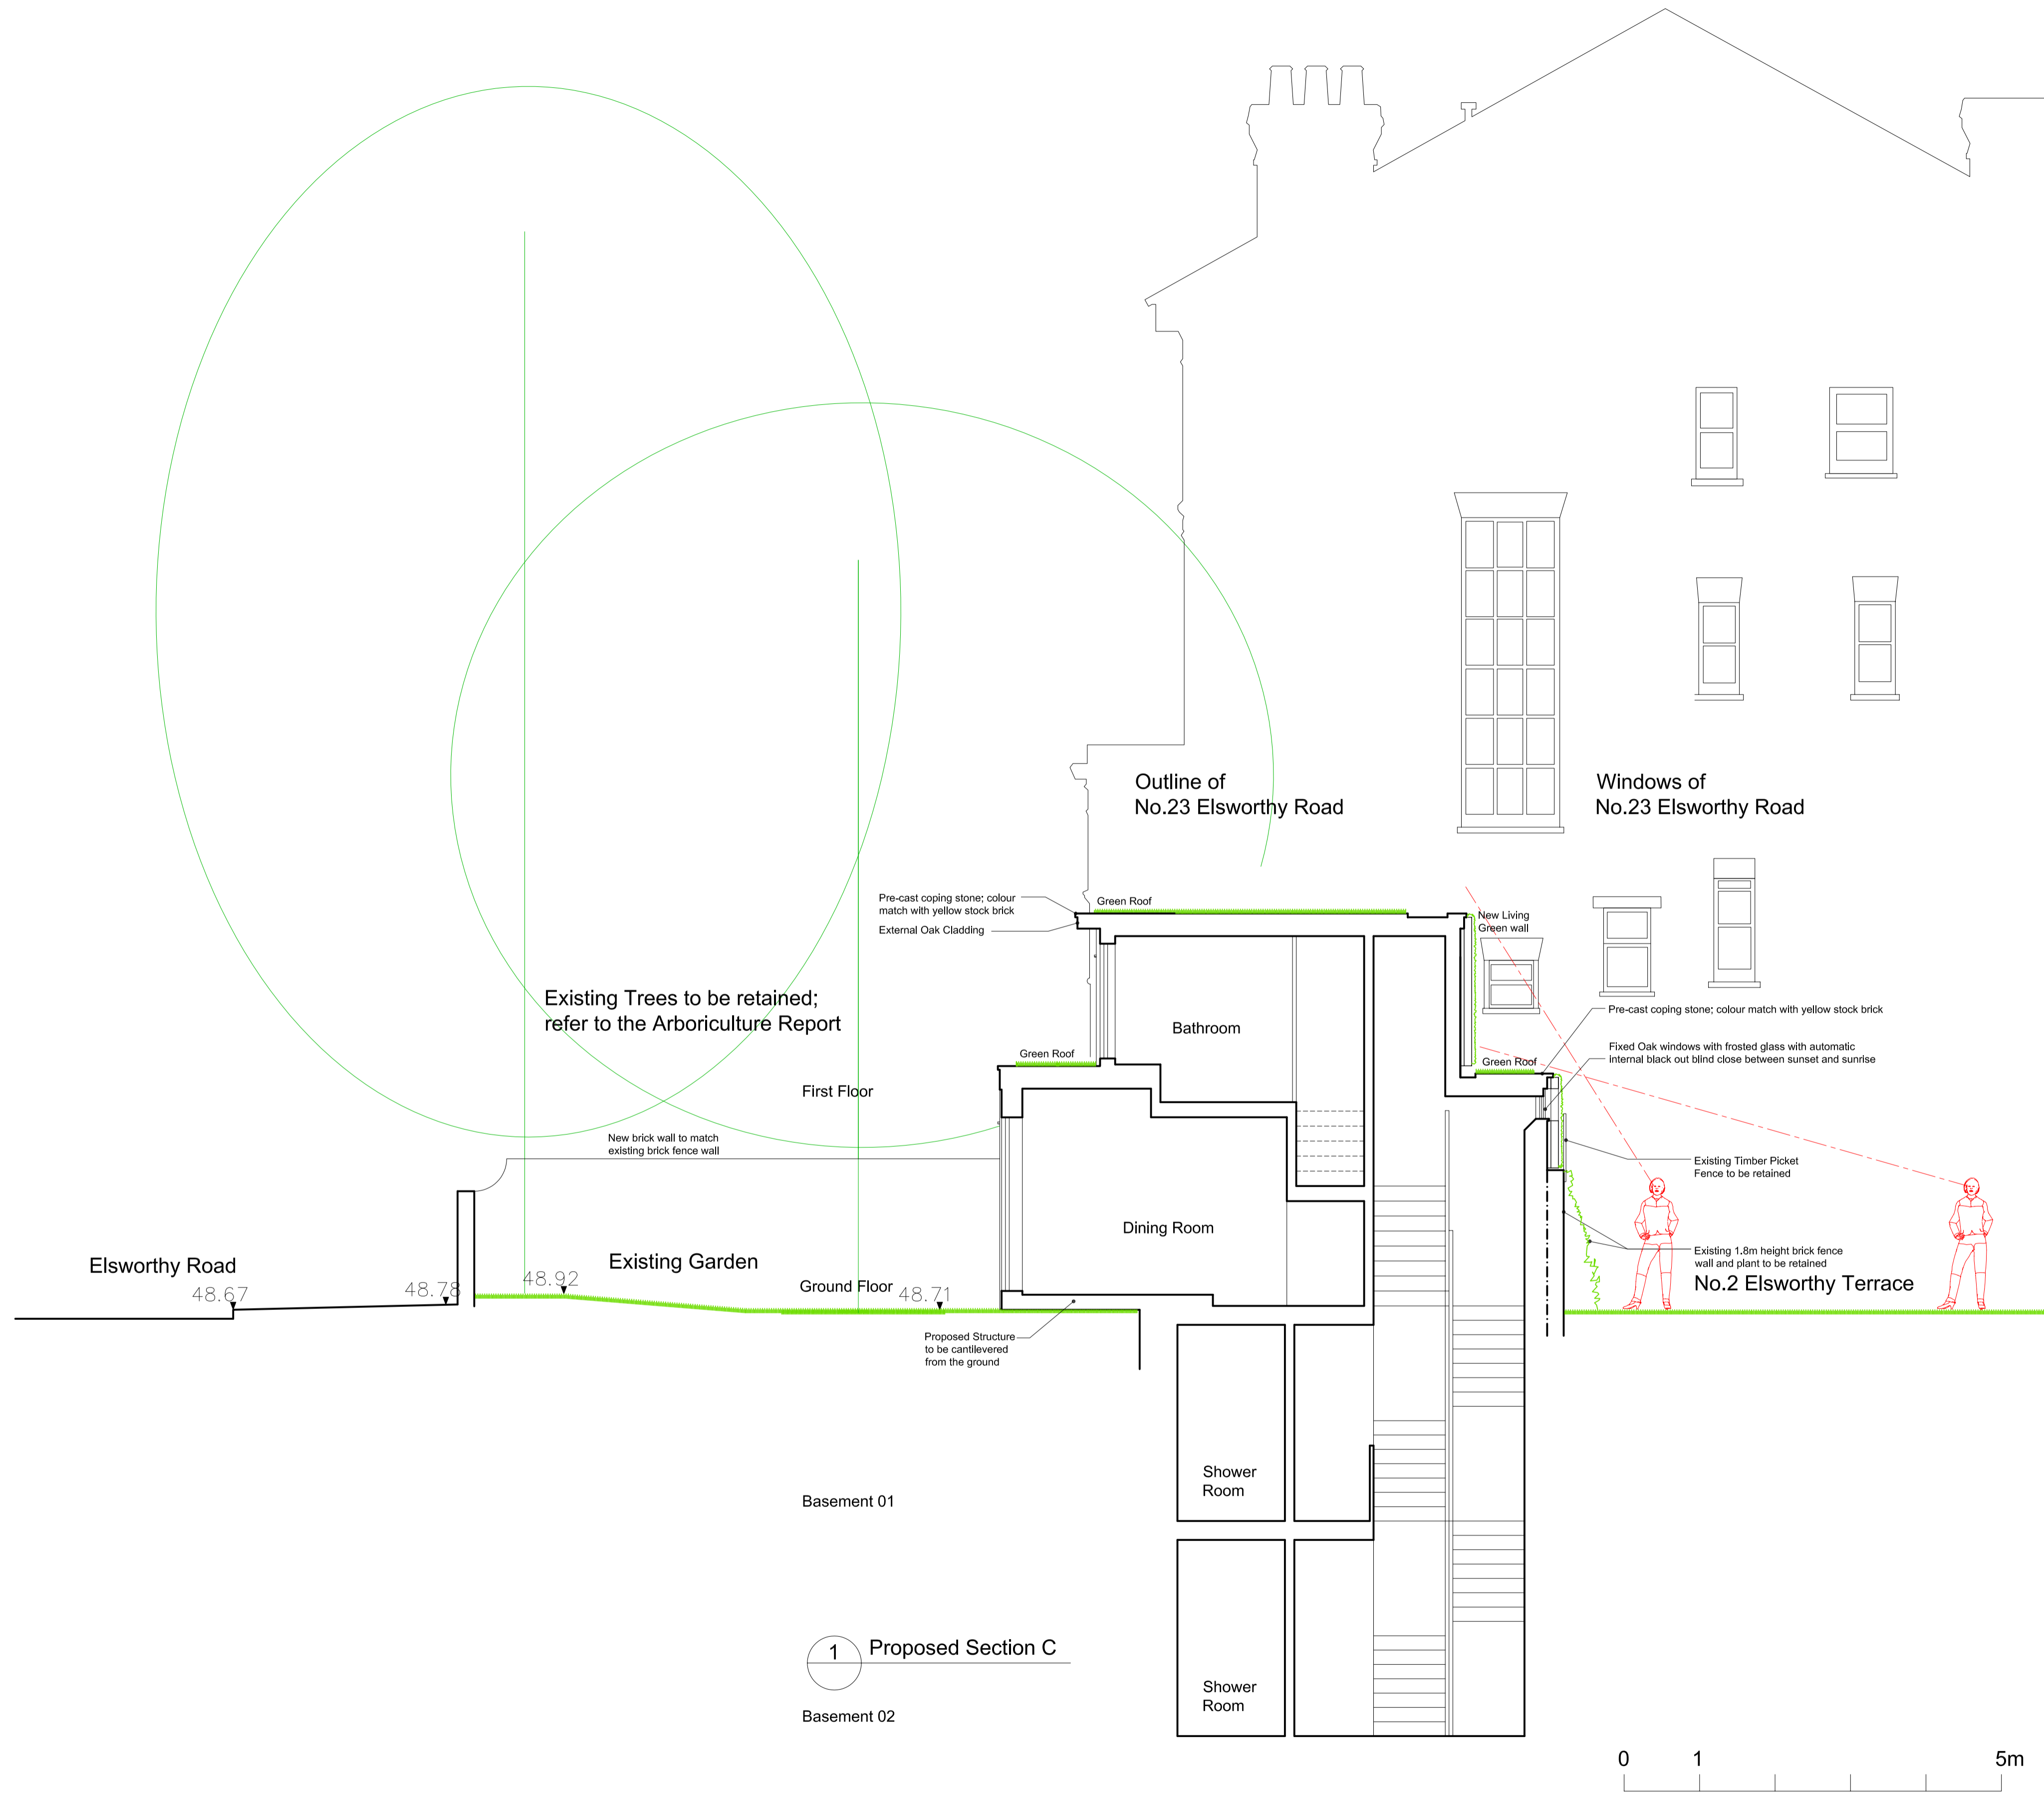 Outline of
No.23 Elsworthy Road
Windows of
No.23 Elsworthy Road
Pre-cast coping stone; colour
match with yellow stock brick
External Oak Cladding
Green Roof
New Living
Green wall
Existing Trees to be retained;
refer to the Arboriculture Report
Bathroom
Pre-cast coping stone; colour match with yellow stock brick
Fixed Oak windows with frosted glass with automatic
internal black out blind close between sunset and sunrise
Green Roof
Green Roof
First Floor
New brick wall to match
existing brick fence wall
Existing Timber Picket
Fence to be retained
Dining Room
Existing 1.8m height brick fence
wall and plant to be retained
No.2 Elsworthy Terrace
Elsworthy Road
Existing Garden
Ground Floor
48.67
48.78
48.92
48.71
Proposed Structure
to be cantilevered
from the ground
Shower
Room
Basement 01
1 Proposed Section C
Shower
Room
Basement 02
0 1 5m